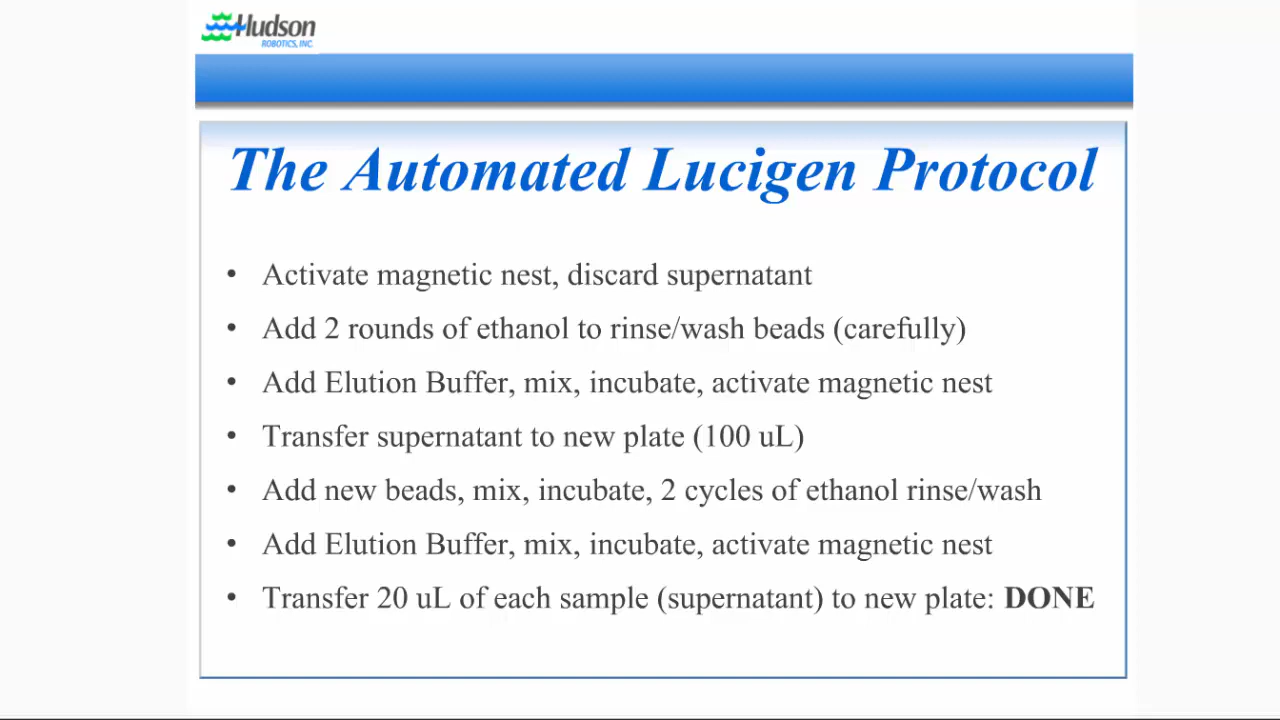 Hudson
ROBOTICS, INC.
The Automated Lucigen Protocol
• Activate magnetic nest, discard supernatant
• Add 2 rounds of ethanol to rinse/wash beads (carefully)
• Add Elution Buffer, mix, incubate, activate magnetic nest
• Transfer supernatant to new plate (100 uL)
• Add new beads, mix, incubate, 2 cycles of ethanol rinse/wash
• Add Elution Buffer, mix, incubate, activate magnetic nest
• Transfer 20 uL of each sample (supernatant) to new plate: DONE